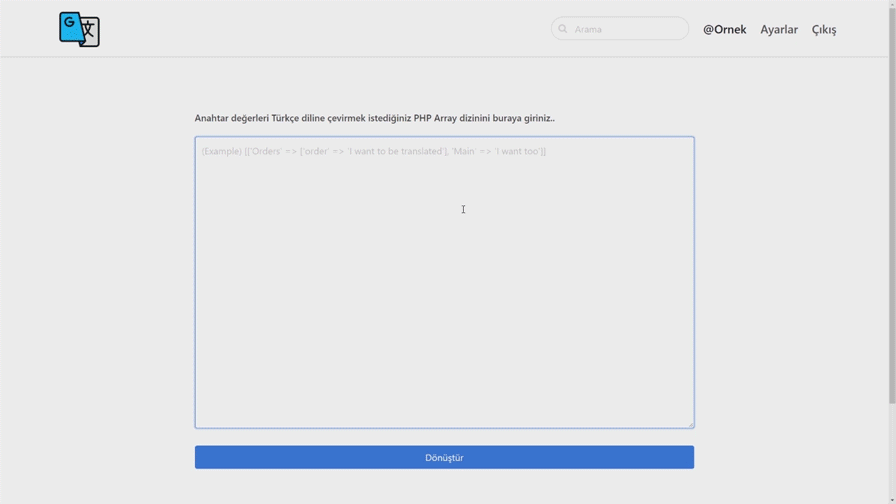 G 文
Arama
@Ornek
Ayarlar
Çıkış
Anahtar değerleri Türkçe diline çevirmek istediğiniz PHP Array dizinini buraya giriniz..
(Example) [['Orders' => ['order' => 'I want to be translated'], 'Main' => 'I want too']]
Dönüştür